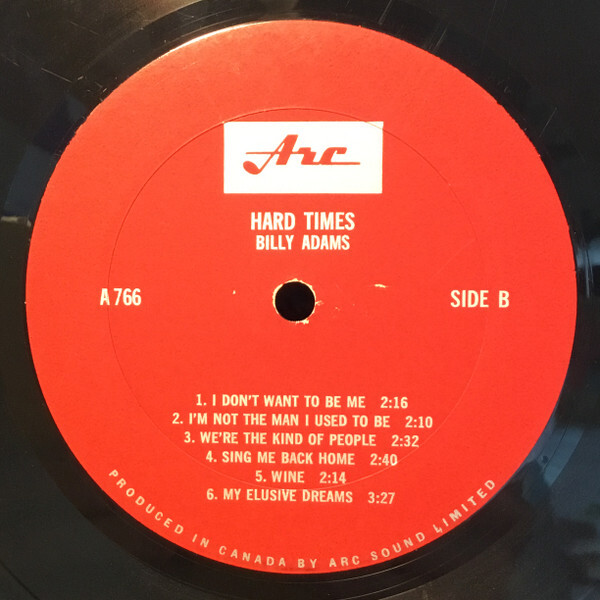 Arc
HARD TIMES
BILLY ADAMS
A 766
SIDE B
1. I DON'T WANT TO BE ME 2:16
2. I'M NOT THE MAN I USED TO BE 2:10
3. WE'RE THE KIND OF PEOPLE 2:32
4. SING ME BACK HOME 2:40
5. WINE 2:14
6. MY ELUSIVE DREAMS 3:27
PRODUCED IN CANADA BY ARC SOUND LIMITED